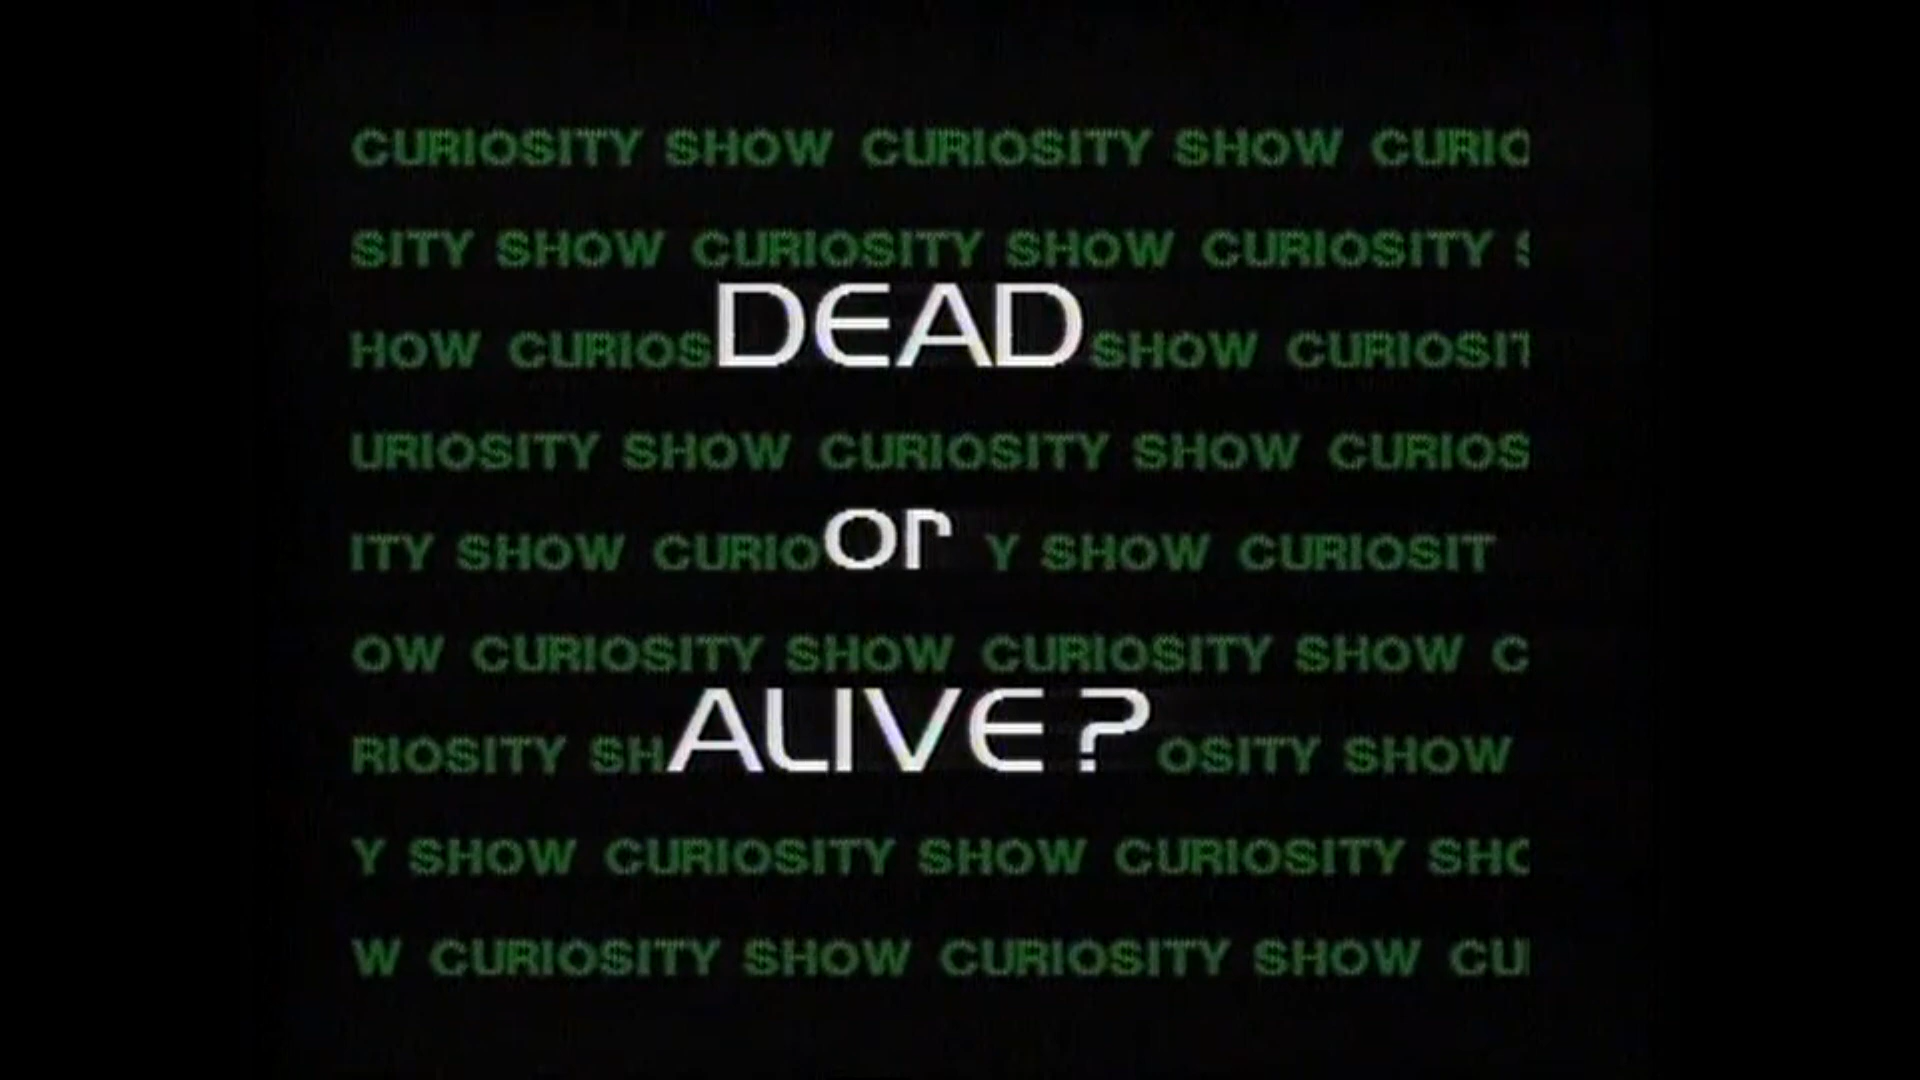 CURIOSITY SHOW CURIOSITY SHOW CURIO
SITY SHOW CURIOSITY SHOW CURIOSITY S
DEAD
HOW CURIOS SHOW CURIOSIT
URIOSITY SHOW CURIOSITY SHOW CURIOS
or
ITY SHOW CURIO Y SHOW CURIOSIT
OW CURIOSITY SHOW CURIOSITY SHOW C
ALIVE?
RIOSITY SH OSITY SHOW
Y SHOW CURIOSITY SHOW CURIOSITY SHO
W CURIOSITY SHOW CURIOSITY SHOW CU